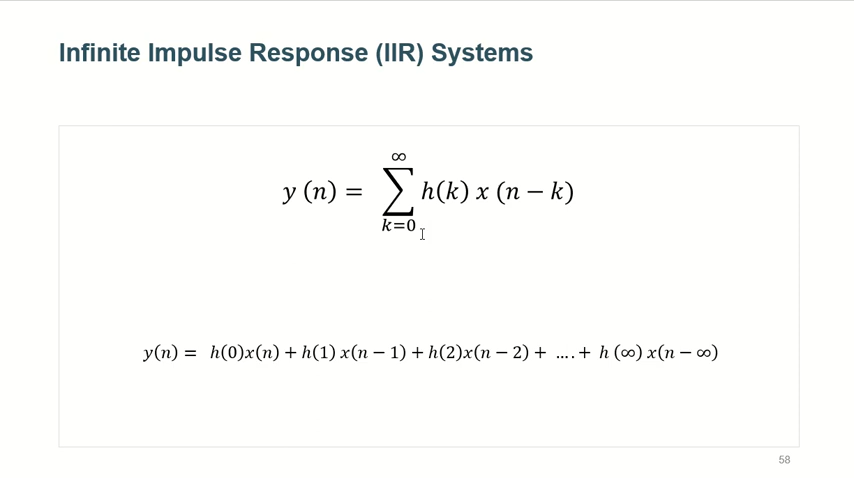 Infinite Impulse Response (IIR) Systems
y (n) = ∞∑k=0 h(k) x (n − k)
y(n) = h(0)x(n) + h(1) x(n − 1) + h(2)x(n − 2) + .... + h (∞) x(n − ∞)
58